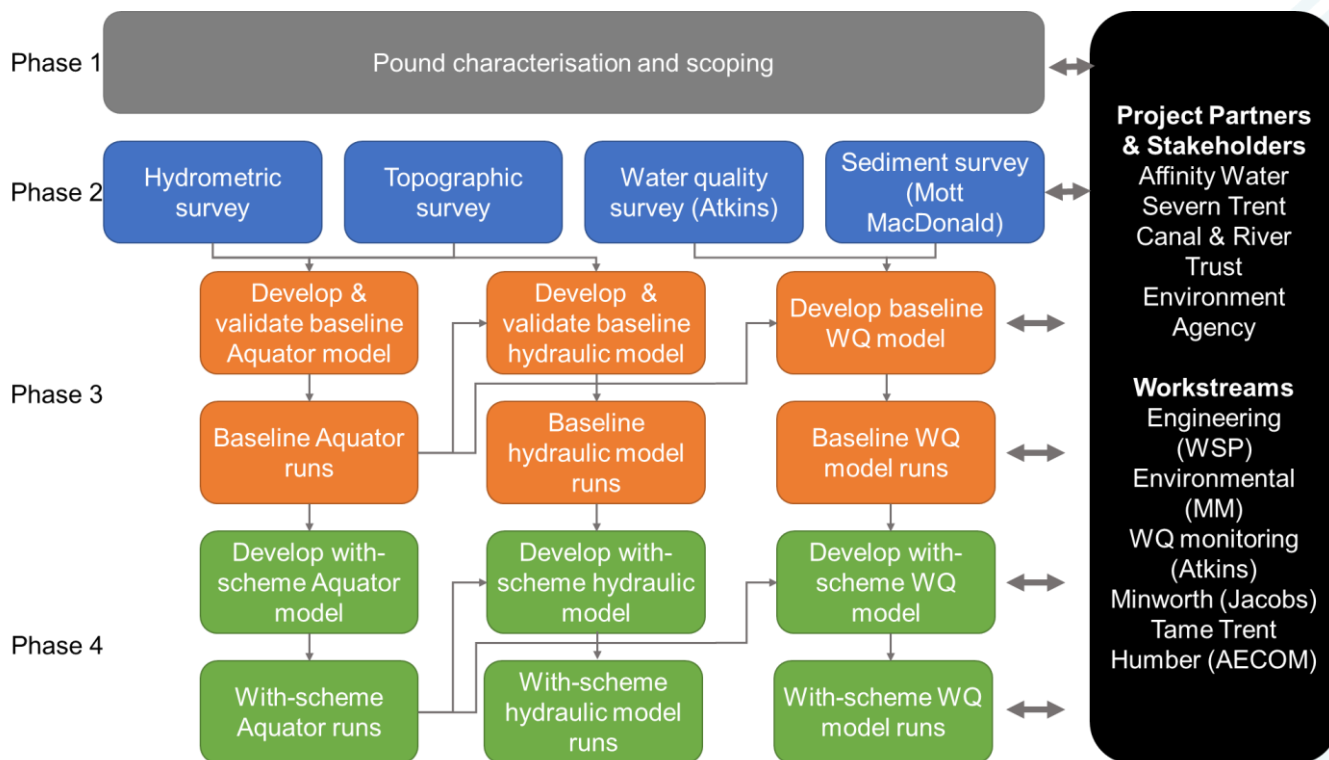 Phase 1
Pound characterisation and scoping
Phase 2
Hydrometric
survey
Topographic
survey
Water quality
survey (Atkins)
Sediment survey
(Mott
MacDonald)
Phase 3
Develop &
validate baseline
Aquator model
Develop & 
validate baseline
hydraulic model
Develop baseline
WQ model
Baseline Aquator
runs
Baseline
hydraulic model
runs
Baseline WQ
model runs
Phase 4
Develop with-
scheme Aquator
model
Develop with-
scheme hydraulic
model
Develop with-
scheme WQ
model
With-scheme
Aquator runs
With-scheme
hydraulic model
runs
With-scheme WQ
model runs
Project Partners
& Stakeholders
Affinity Water
Severn Trent
Canal & River
Trust
Environment
Agency
Workstreams
Engineering
(WSP)
Environmental
(MM)
WQ monitoring
(Atkins)
Minworth (Jacobs)
Tame Trent
Humber (AECOM)